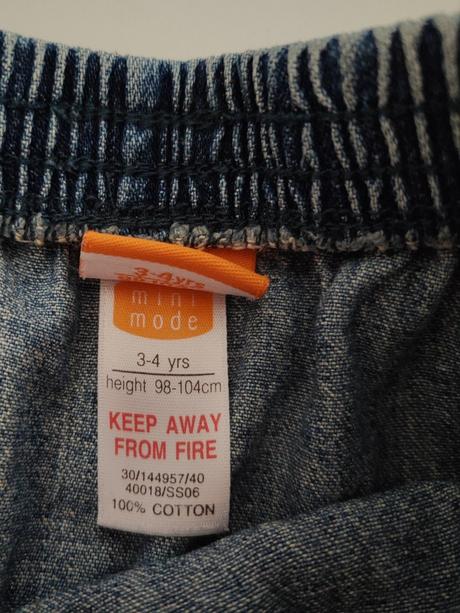 3-4yrs
mini
mode
3-4 yrs
height 98-104cm
KEEP AWAY
FROM FIRE
30/144957/40
40018/SS06
100% COTTON